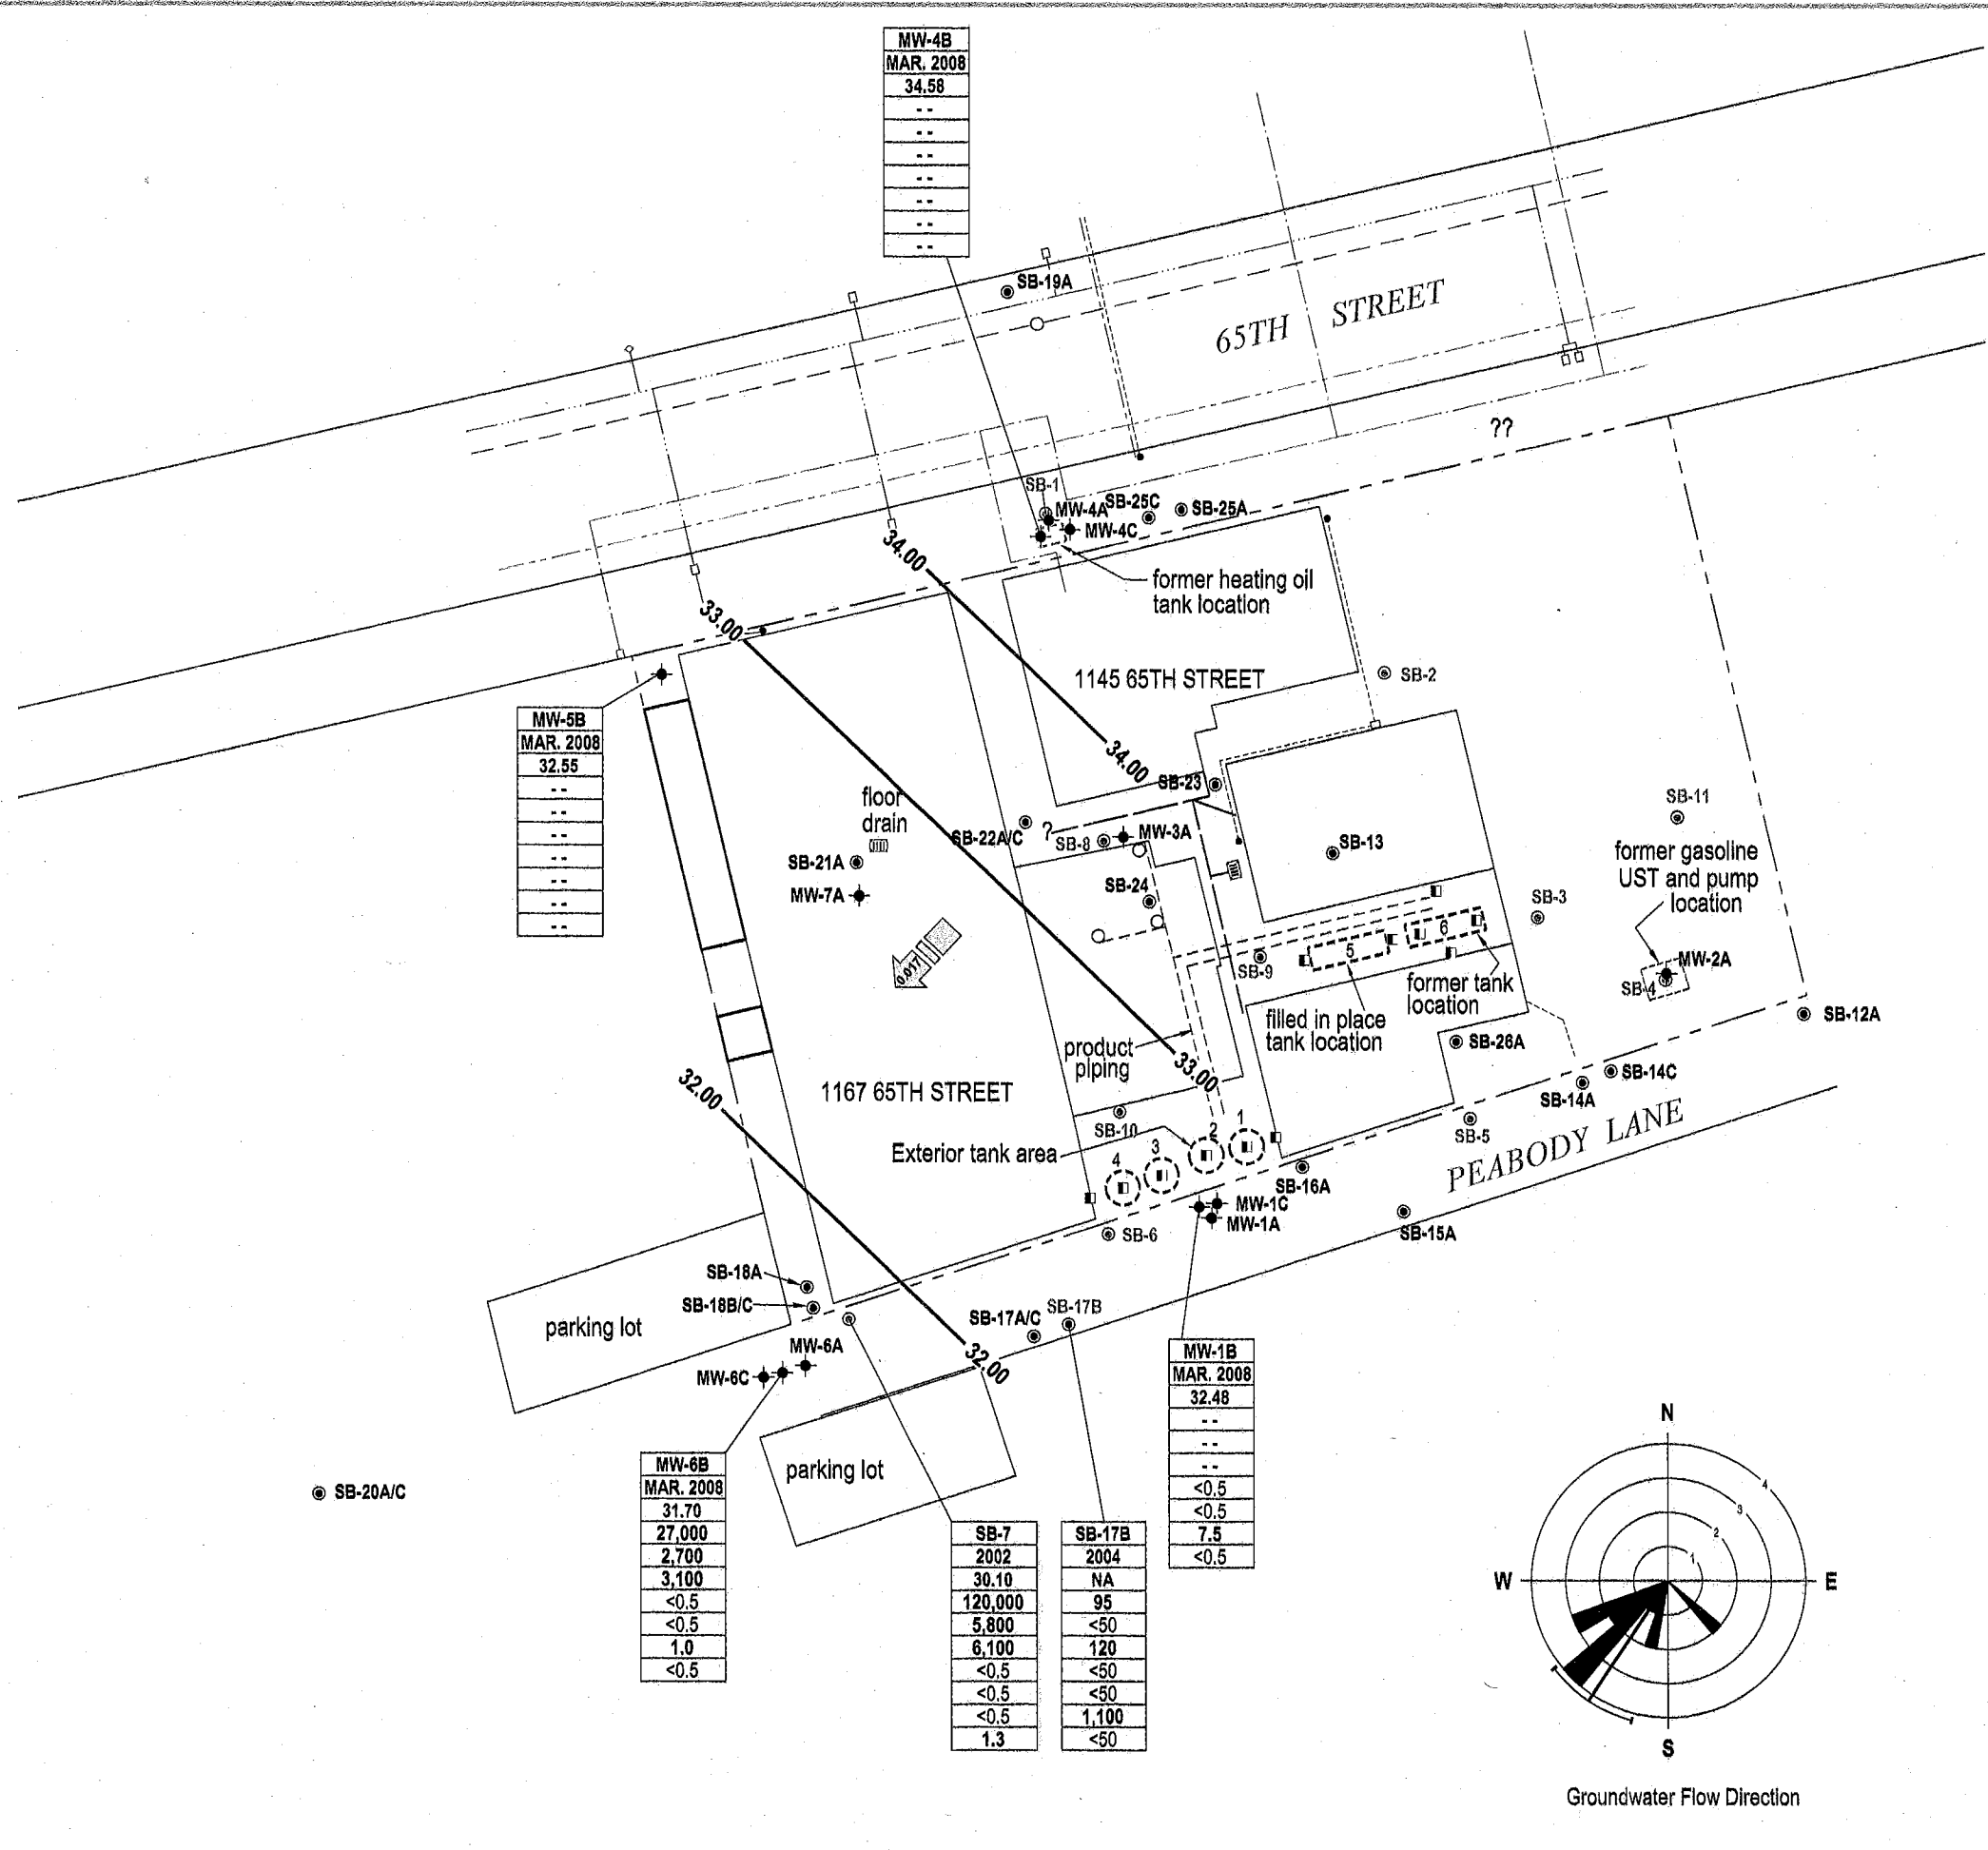 MW-4B
MAR. 2008
34.58
- -
- -
- -
- -
- -
- -
- -
SB-19A
65TH STREET
??
SB-1
MW-4A
SB-25C
SB-25A
MW-4C
34.00
former heating oil
tank location
33.00
1145 65TH STREET
SB-2
MW-5B
MAR. 2008
32.55
- -
- -
- -
- -
- -
- -
- -
34.00
SB-23
floor
drain
SB-22A/C
?
SB-8
MW-3A
SB-13
SB-11
former gasoline
UST and pump
location
SB-21A
MW-7A
SB-24
SB-3
0.017
SB-9
5
6
MW-2A
SB-4
former tank
location
filled in place
tank location
SB-12A
product
piping
33.00
SB-26A
32.00
1167 65TH STREET
SB-14C
SB-14A
SB-10
SB-5
PEABODY LANE
Exterior tank area
1
2
3
4
SB-16A
MW-1C
MW-1A
SB-6
SB-15A
SB-18A
SB-18B/C
parking lot
SB-17A/C
SB-17B
MW-6A
MW-6C
32.00
MW-1B
MAR. 2008
32.48
- -
- -
- -
<0.5
<0.5
7.5
<0.5
parking lot
SB-20A/C
MW-6B
MAR. 2008
31.70
27,000
2,700
3,100
<0.5
<0.5
1.0
<0.5
SB-7
2002
30.10
120,000
5,800
6,100
<0.5
<0.5
<0.5
1.3
SB-17B
2004
NA
95
<50
120
<50
<50
1,100
<50
N
4
3
2
1
W
E
S
Groundwater Flow Direction